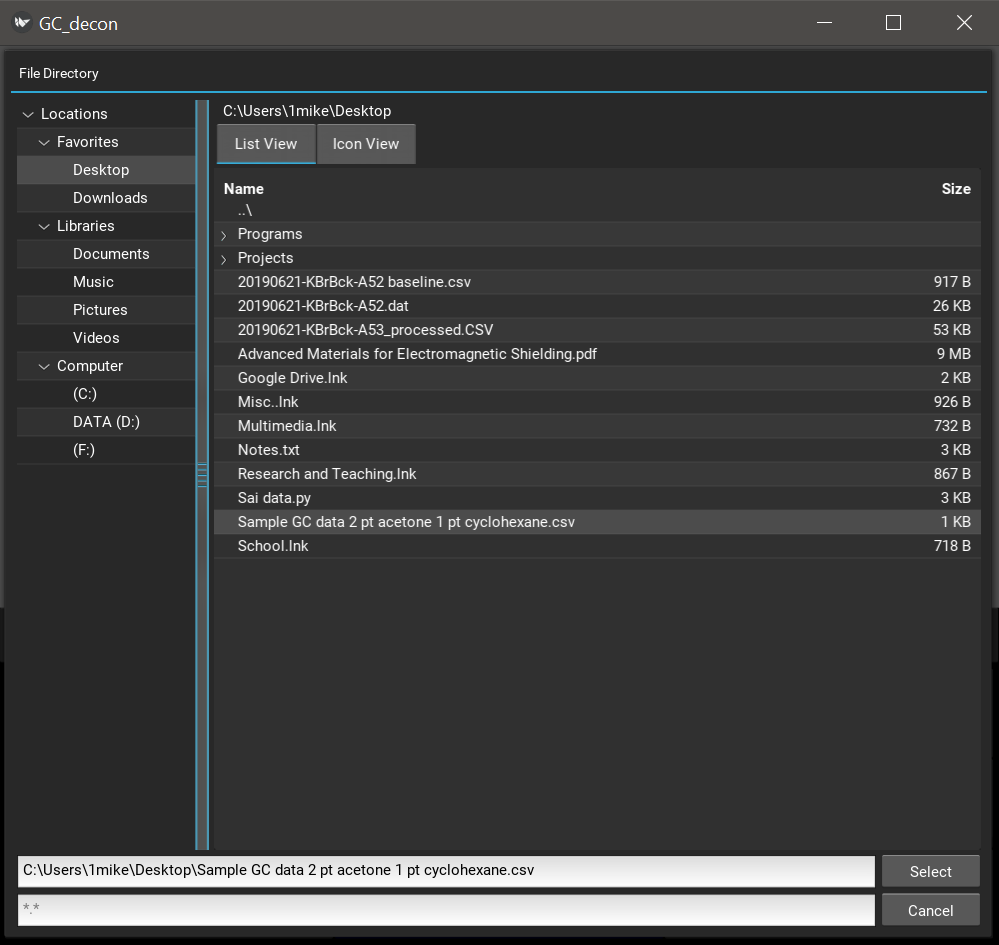 GC_decon
File Directory
Locations
Favorites
Desktop
Downloads
Libraries
Documents
Music
Pictures
Videos
Computer
(C:)
DATA (D:)
(F:)
C:\Users\1mike\Desktop
List View Icon View
Name Size
..\
Programs
Projects
20190621-KBrBck-A52 baseline.csv 917 B
20190621-KBrBck-A52.dat 26 KB
20190621-KBrBck-A53_processed.CSV 53 KB
Advanced Materials for Electromagnetic Shielding.pdf 9 MB
Google Drive.lnk 2 KB
Misc..lnk 926 B
Multimedia.lnk 732 B
Notes.txt 3 KB
Research and Teaching.lnk 867 B
Sai data.py 3 KB
Sample GC data 2 pt acetone 1 pt cyclohexane.csv 1 KB
School.lnk 718 B
C:\Users\1mike\Desktop\Sample GC data 2 pt acetone 1 pt cyclohexane.csv Select
*.* Cancel